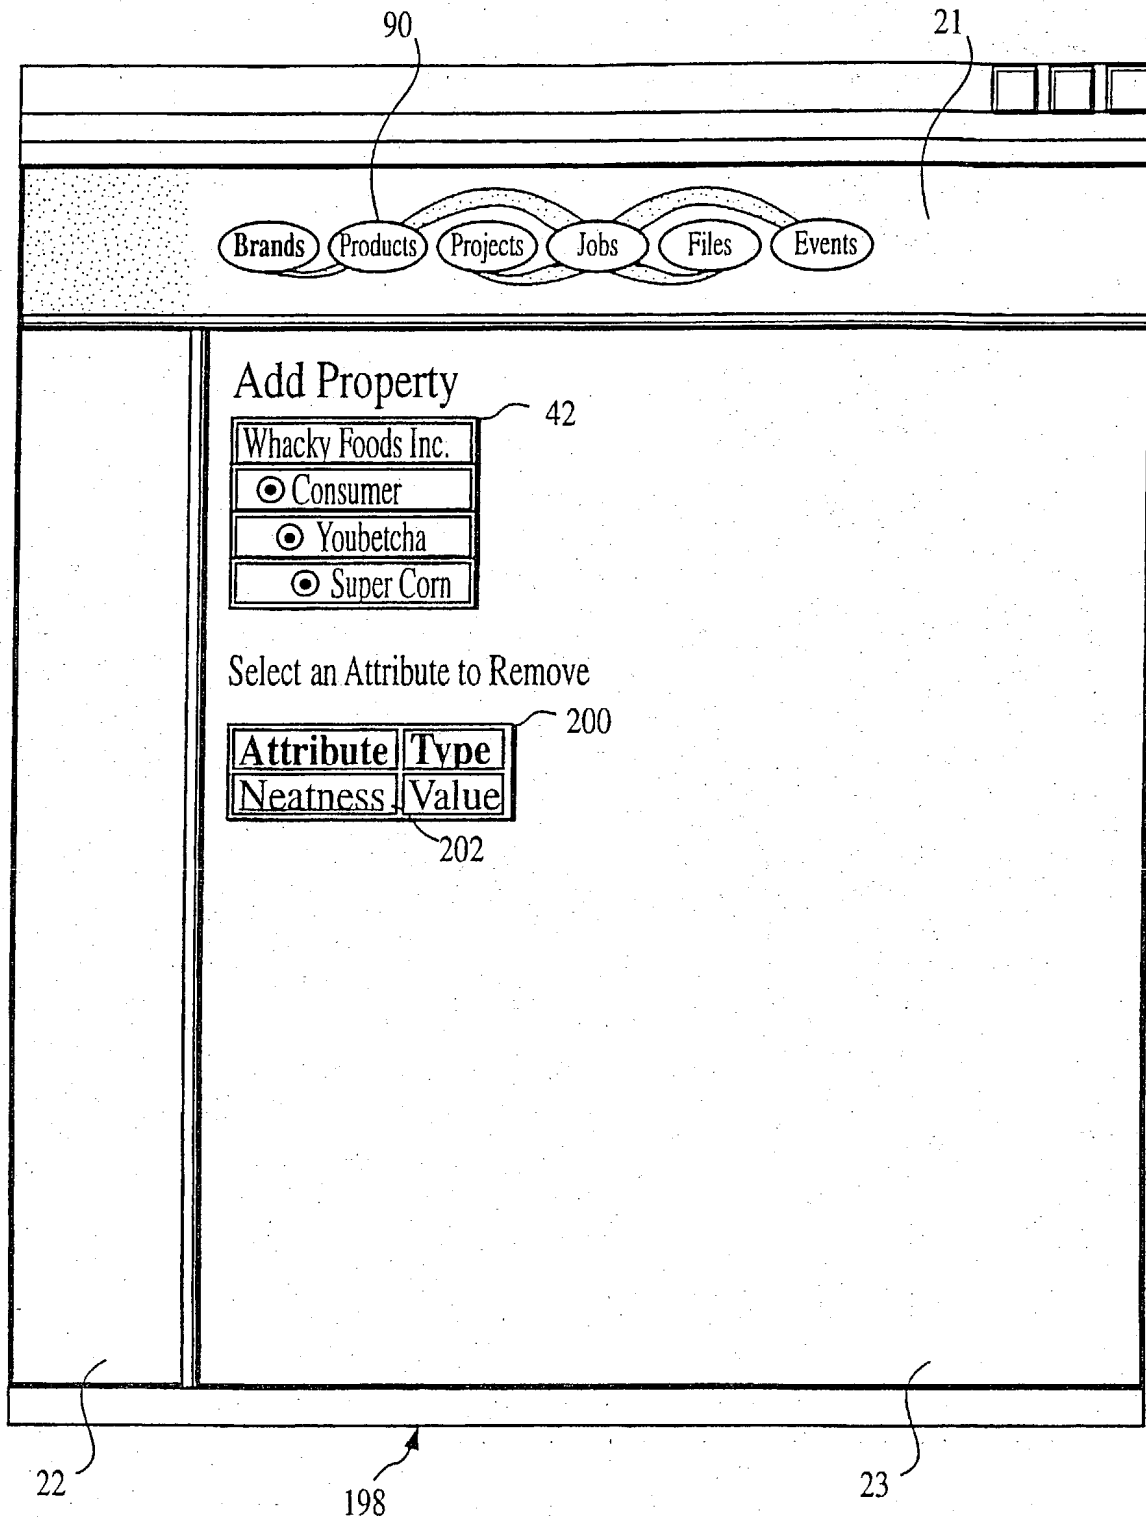 90
21
Brands Products Projects Jobs Files Events
Add Property
42
Whacky Foods Inc.
Consumer
Youbetcha
Super Corn
Select an Attribute to Remove
200
Attribute Type
Neatness Value
202
22
198
23